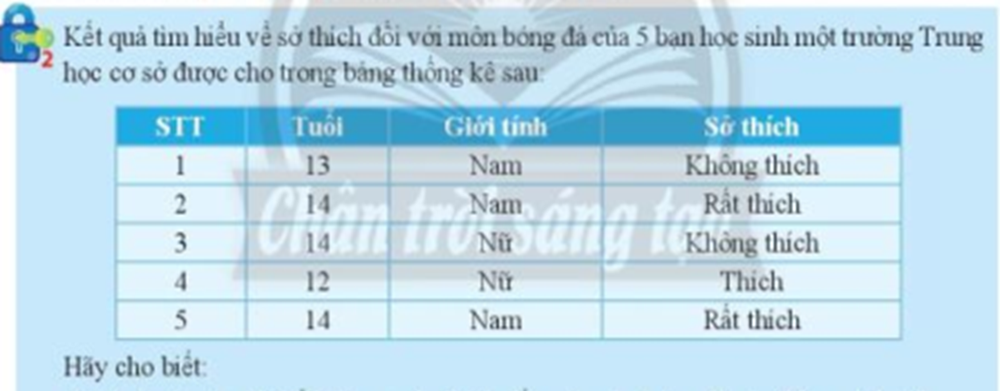 2
Kết quả tìm hiểu về sở thích đối với môn bóng đá của 5 bạn học sinh một trường Trung
học cơ sở được cho trong bảng thống kê sau:
STT Tuổi Giới tính Sở thích
1 13 Nam Không thích
2 14 Nam Rất thích
3 14 Nữ Không thích
4 12 Nữ Thích
5 14 Nam Rất thích
Chân trời sáng tạo
Hãy cho biết: